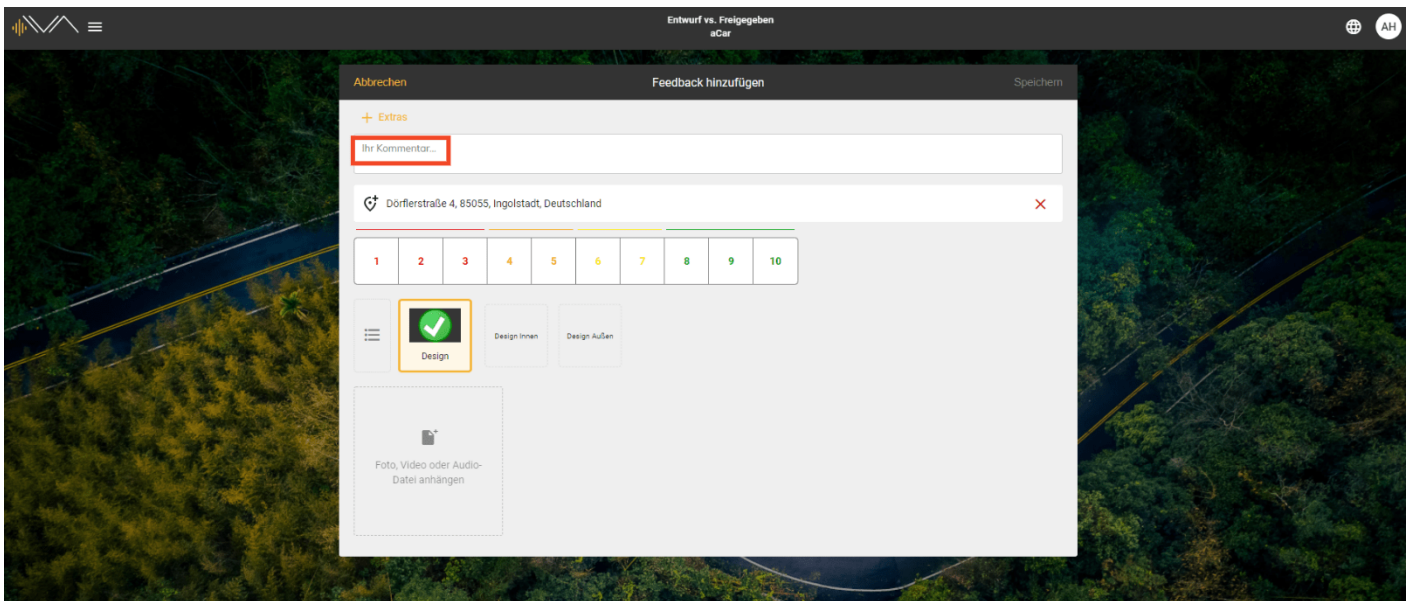 Entwurf vs. Freigegeben
aCar
AH
Abbrechen
Feedback hinzufügen
Speichern
+ Extras
Ihr Kommentar...
Dörflerstraße 4, 85055, Ingolstadt, Deutschland
1 2 3 4 5 6 7 8 9 10
Design
Design Innen
Design Außen
Foto, Video oder Audio-
Datei anhängen